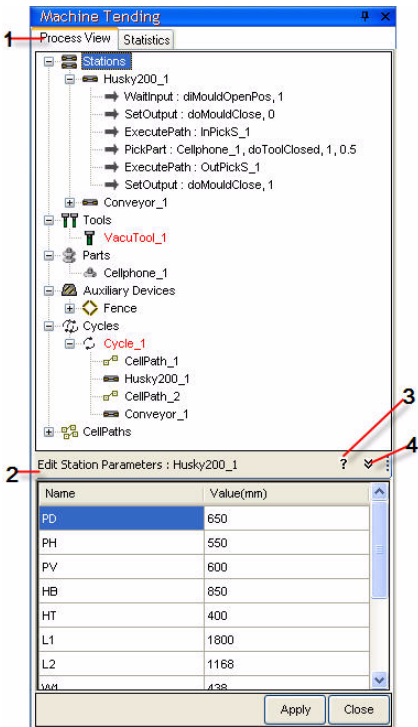 Machine Tending
1
Process View Statistics
Stations
Husky200_1
WaitInput : diMouldOpenPos, 1
SetOutput : doMouldClose, 0
ExecutePath : InPickS_1
PickPart : Cellphone_1, doToolClosed, 1, 0.5
ExecutePath : OutPickS_1
SetOutput : doMouldClose, 1
Conveyor_1
Tools
VacuTool_1
Parts
Cellphone_1
Auxiliary Devices
Fence
Cycles
Cycle_1
CellPath_1
Husky200_1
CellPath_2
Conveyor_1
CellPaths
3
4
2
Edit Station Parameters : Husky200_1 ?
Name Value(mm)
PD 650
PH 550
PV 600
HB 850
HT 400
L1 1800
L2 1168
W1 438
Apply Close